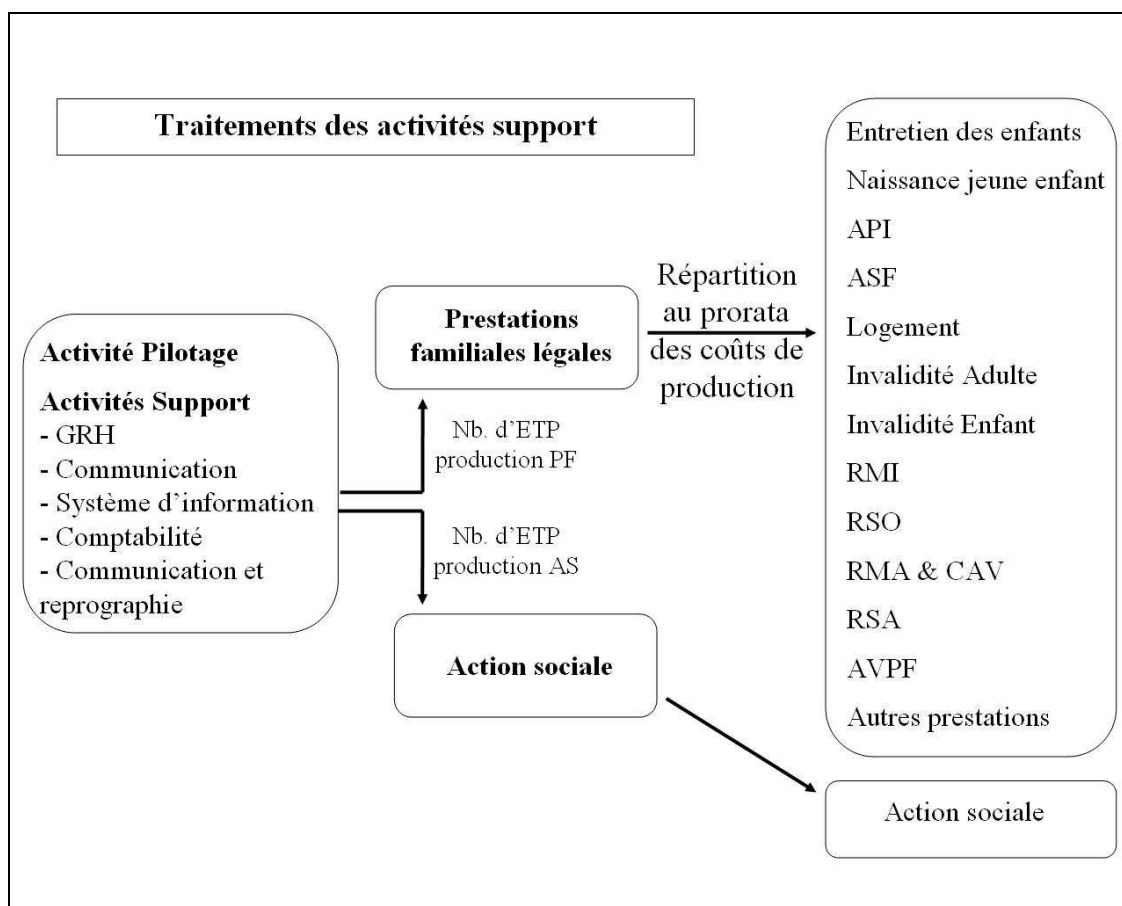 Traitements des activités support
Activité Pilotage
Activités Support
- GRH
- Communication
- Système d’information
- Comptabilité
- Communication et
reprographie
Prestations
familiales légales
Nb. d’ETP
production PF
Nb. d’ETP
production AS
Action sociale
Répartition
au prorata
des coûts de
production
Entretien des enfants
Naissance jeune enfant
API
ASF
Logement
Invalidité Adulte
Invalidité Enfant
RMI
RSO
RMA & CAV
RSA
AVPF
Autres prestations
Action sociale